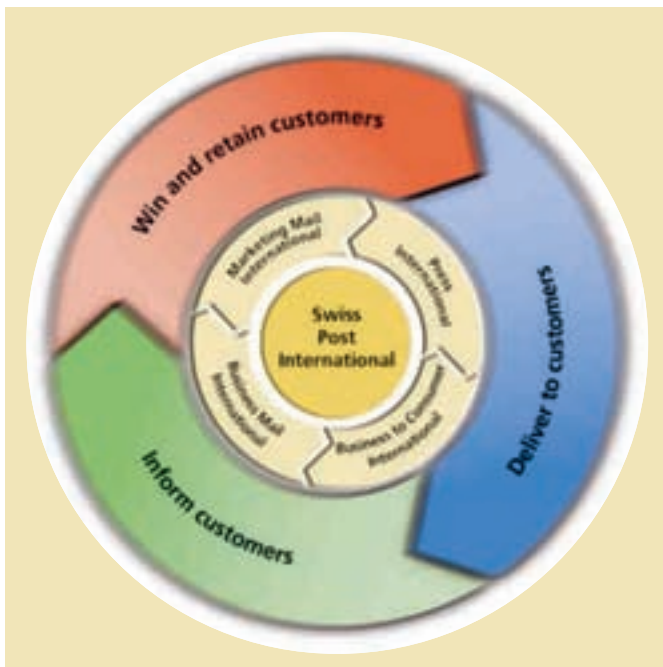 Win and retain customers
Deliver to customers
Inform customers
Marketing Mail
International
Press
International
Business to Customer
International
Business Mail
International
Swiss
Post
International